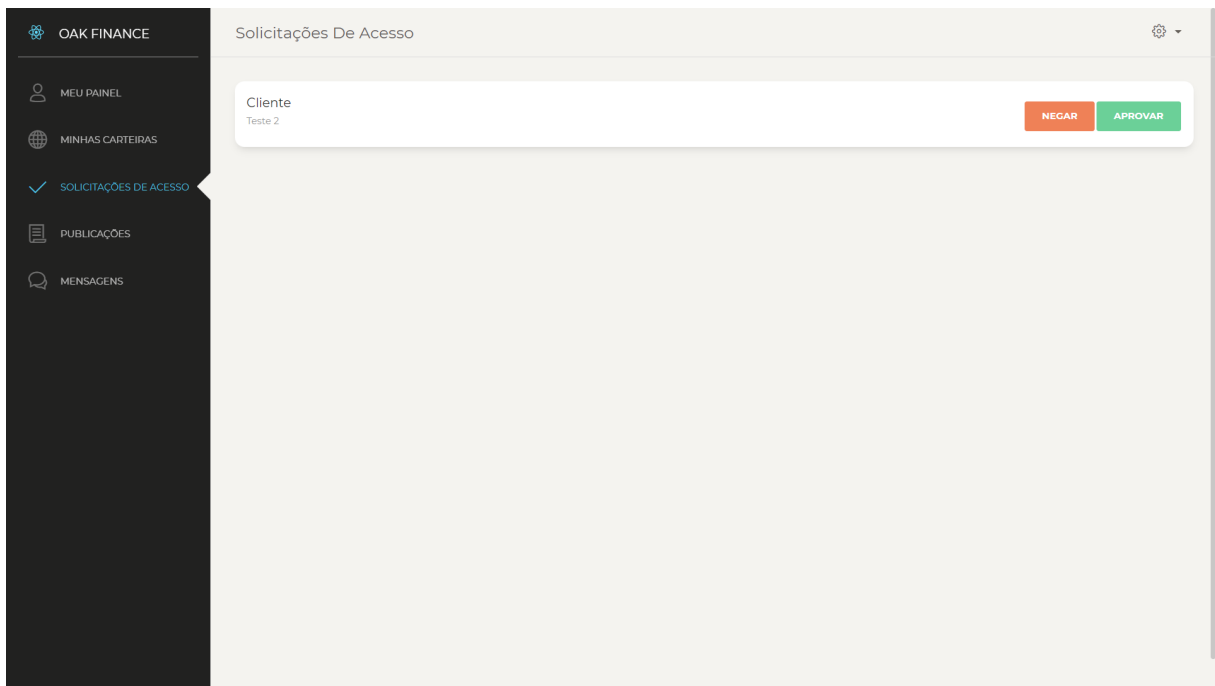 OAK FINANCE
MEU PAINEL
MINHAS CARTEIRAS
SOLICITAÇÕES DE ACESSO
PUBLICAÇÕES
MENSAGENS
Solicitações De Acesso
Cliente
Teste 2
NEGAR APROVAR